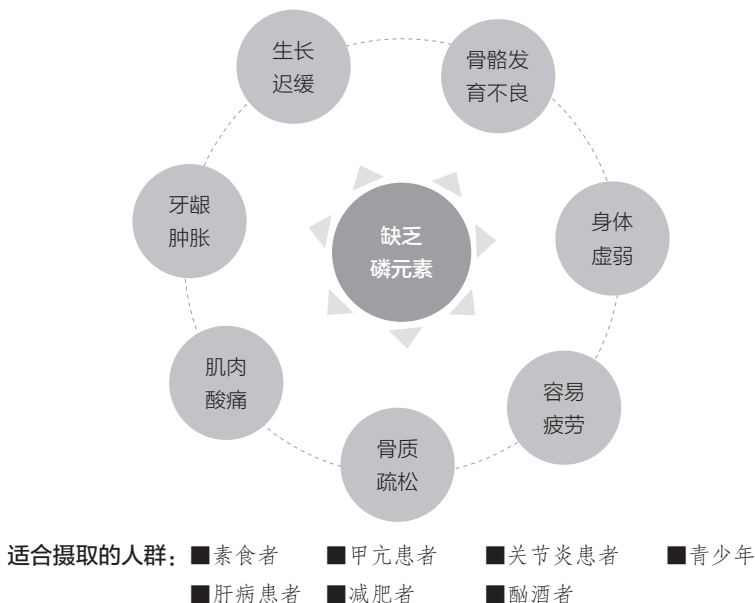 缺乏
磷元素
骨骼发
育不良
身体
虚弱
容易
疲劳
骨质
疏松
肌肉
酸痛
牙龈
肿胀
生长
迟缓
适合摄取的人群：■素食者 ■甲亢患者 ■关节炎患者 ■青少年
■肝病患者 ■减肥者 ■酗酒者